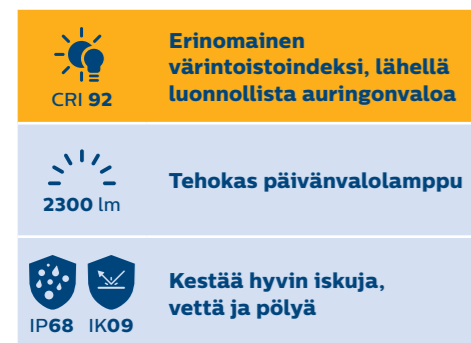 Erinomainen
värintoistoindeksi, lähellä
luonnollista auringonvaloa
CRI 92
Tehokas päivänvalolamppu
2300 lm
Kestää hyvin iskuja,
vettä ja pölyä
IP68 IK09